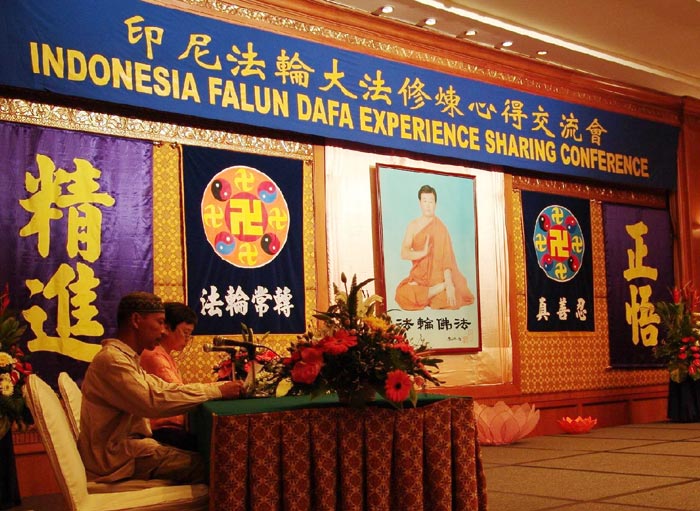 印尼法輪大法修煉心得交流會
INDONESIA FALUN DAFA EXPERIENCE SHARING CONFERENCE
精進
法輪常轉
法輪佛法
真善忍
正悟